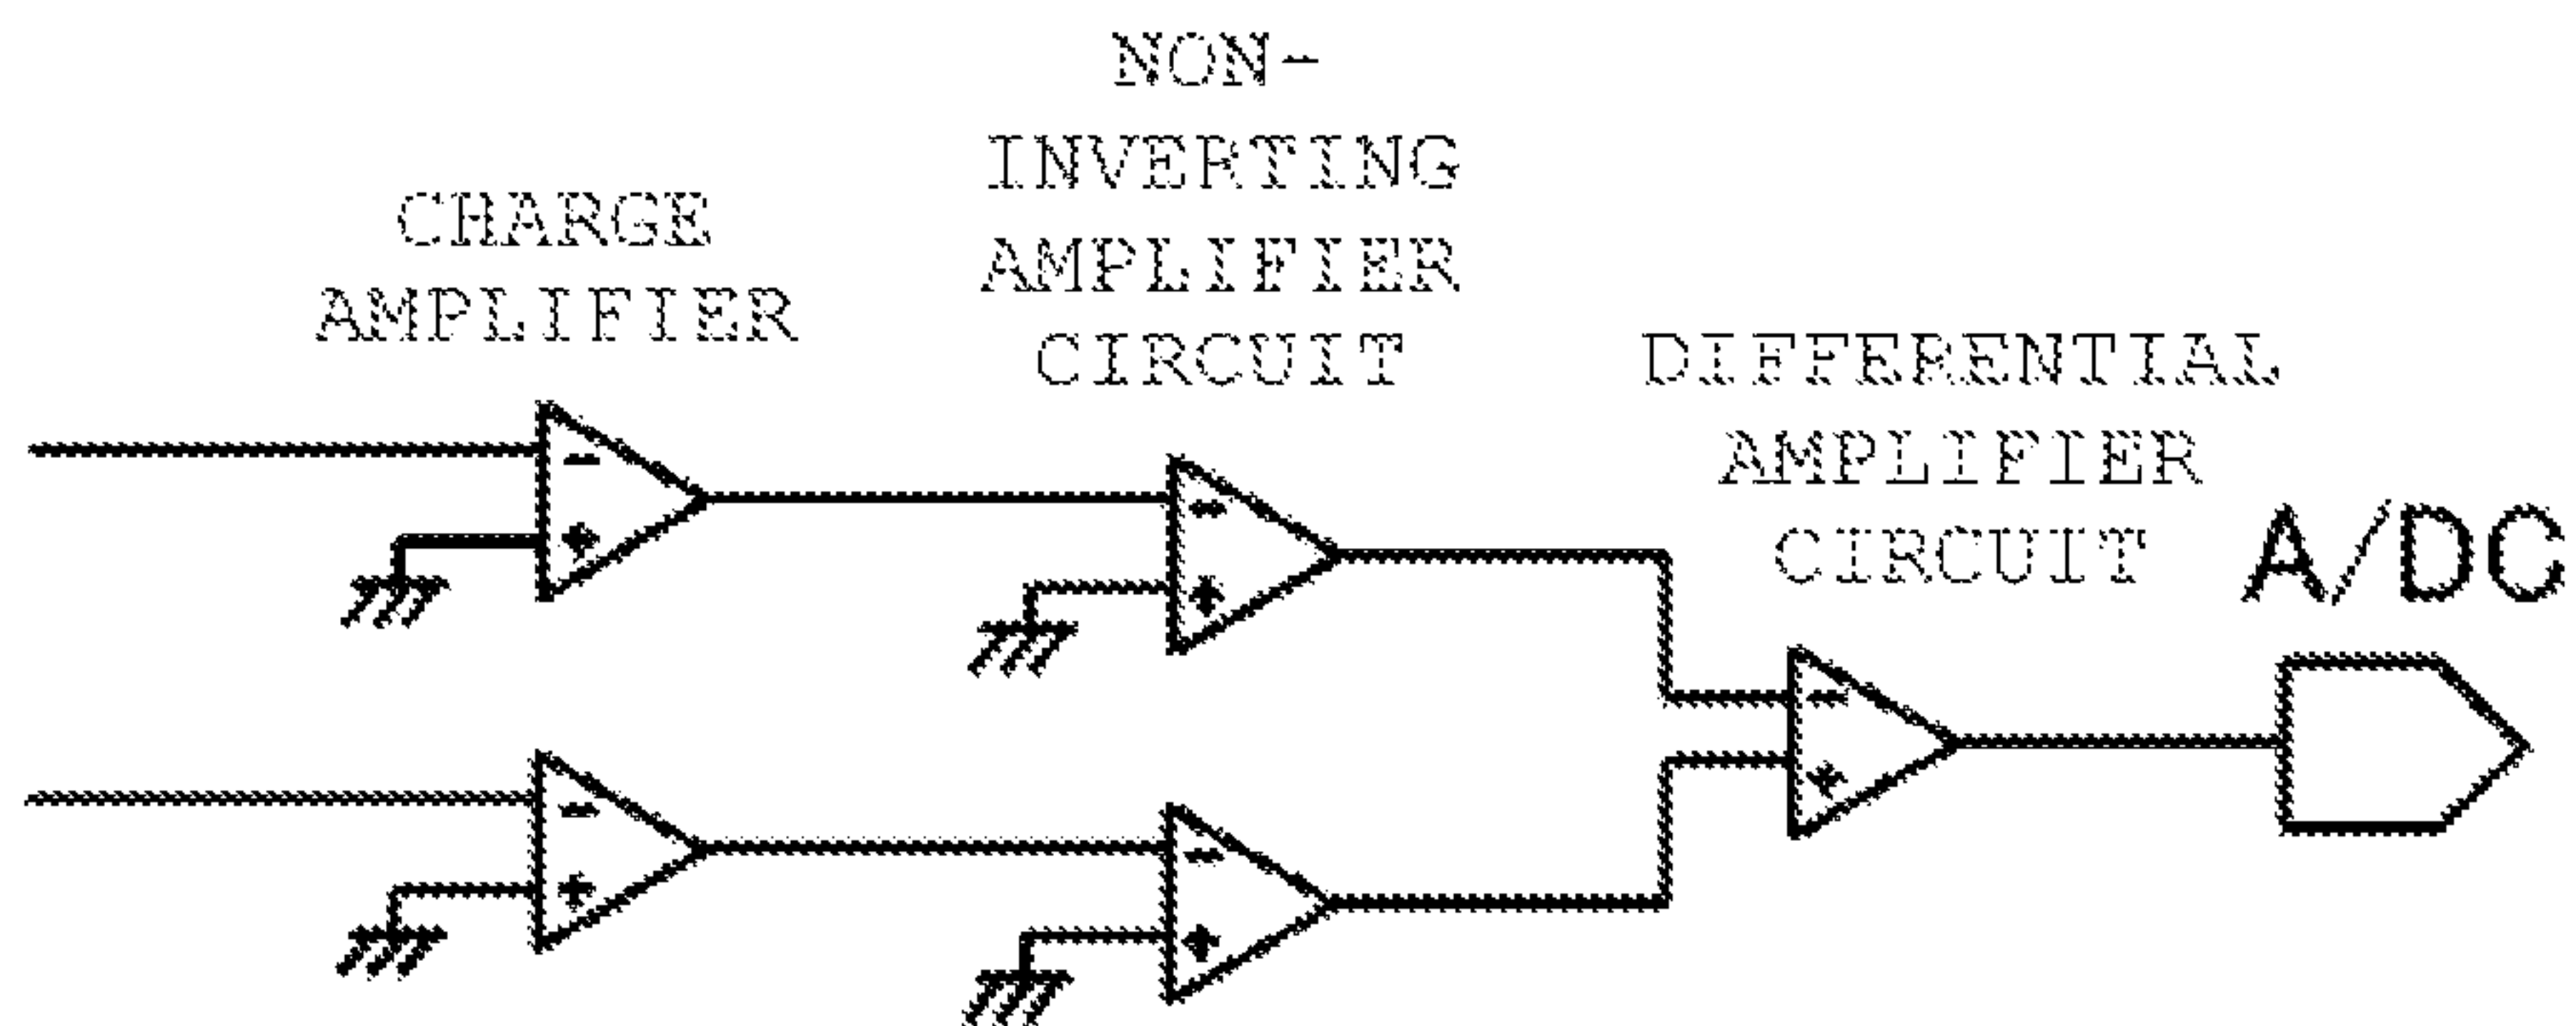 CHARGE
AMPLIFIER
NON-
INVERTING
AMPLIFIER
CIRCUIT
DIFFERENTIAL
AMPLIFIER
CIRCUIT
A/DC
-
+
-
+
-
+
-
+
-
+